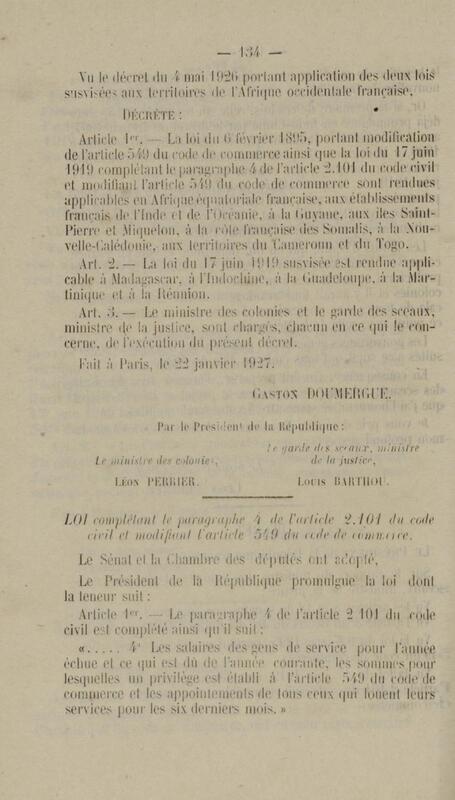 — 134 —
Vu le décret du 4 mai 1926 portant application des deux lois
susvisées aux territoires de l'Afrique occidentale française,
DÉCRÈTE :
Article 1er. — La loi du 6 février 1895, portant modification
de l'article 549 du code de commerce ainsi que la loi du 17 juin
1919 complétant le paragraphe 4 de l'article 2.101 du code civil
et modifiant l'article 549 du code de commerce sont rendues
applicables en Afrique équatoriale française, aux établissements
français de l'Inde et de l'Océanie, à la Guyane, aux îles Saint-
Pierre et Miquelon, à la côte française des Somalis, à la Nou-
velle-Calédonie, aux territoires du Cameroun et du Togo.
Art. 2. — La loi du 17 juin 1919 susvisée est rendue appli-
cable à Madagascar, à l'Indochine, à la Guadeloupe, à la Mar-
tinique et à la Réunion.
Art. 3. — Le ministre des colonies et le garde des sceaux,
ministre de la justice, sont chargés, chacun en ce qui le con-
cerne, de l'exécution du présent décret.
Fait à Paris, le 22 janvier 1927.
GASTON DOUMERGUE.
Par le Président de la République :
Le ministre des colonies,
LÉON PERRIER.
le garde des sceaux, ministre
de la justice,
LOUIS BARTHOU.
LOI complétant le paragraphe 4 de l'article 2.101 du code
civil et modifiant l'article 549 du code de commerce.
Le Sénat et la Chambre des députés ont adopté,
Le Président de la République promulgue la loi dont
la teneur suit :
Article 1er. — Le paragraphe 4 de l'article 2 101 du code
civil est complété ainsi qu'il suit :
«..... 4° Les salaires des gens de service pour l'année
échue et ce qui est dû de l'année courante, les sommes pour
lesquelles un privilège est établi à l'article 549 du code de
commerce et les appointements de tous ceux qui louent leurs
services pour les six derniers mois. »